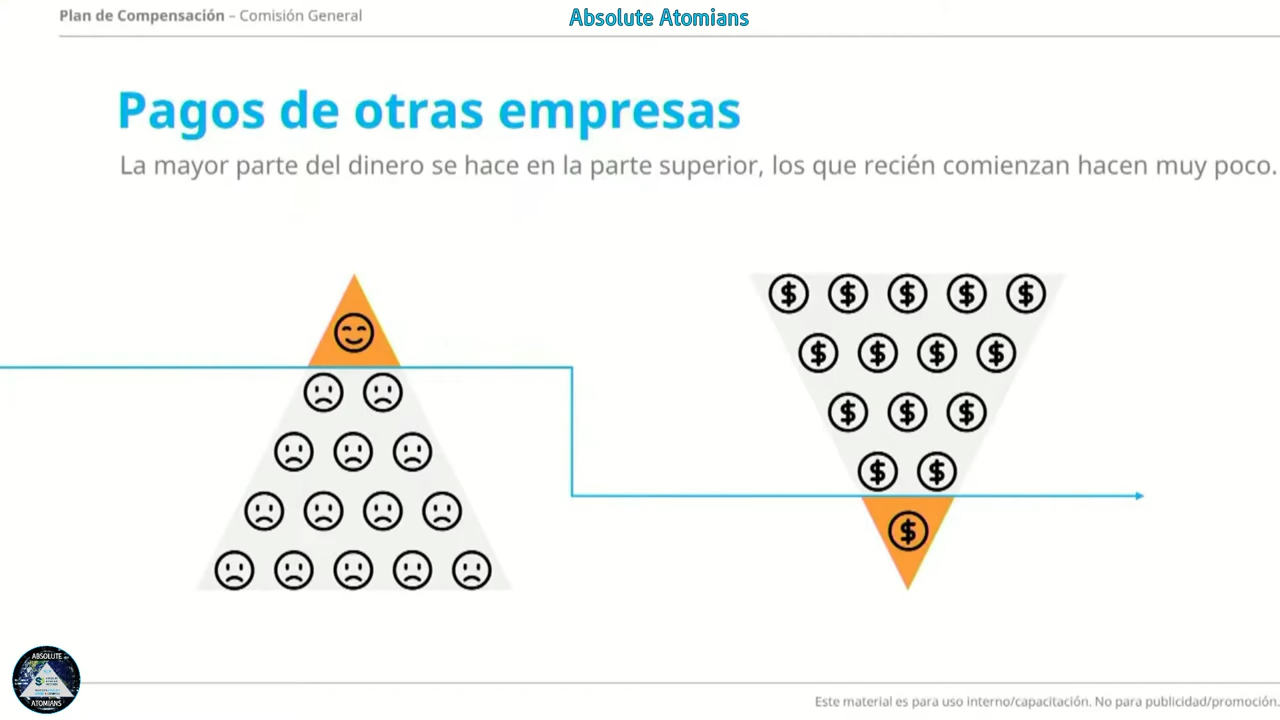 Plan de Compensación – Comisión General
Absolute Atomians
Pagos de otras empresas
La mayor parte del dinero se hace en la parte superior, los que recién comienzan hacen muy poco.
$ $ $ $ $
$ $ $ $
$ $ $
$ $
$
ABSOLUTE
ATOMIANS
Este material es para uso interno/capacitación. No para publicidad/promoción.